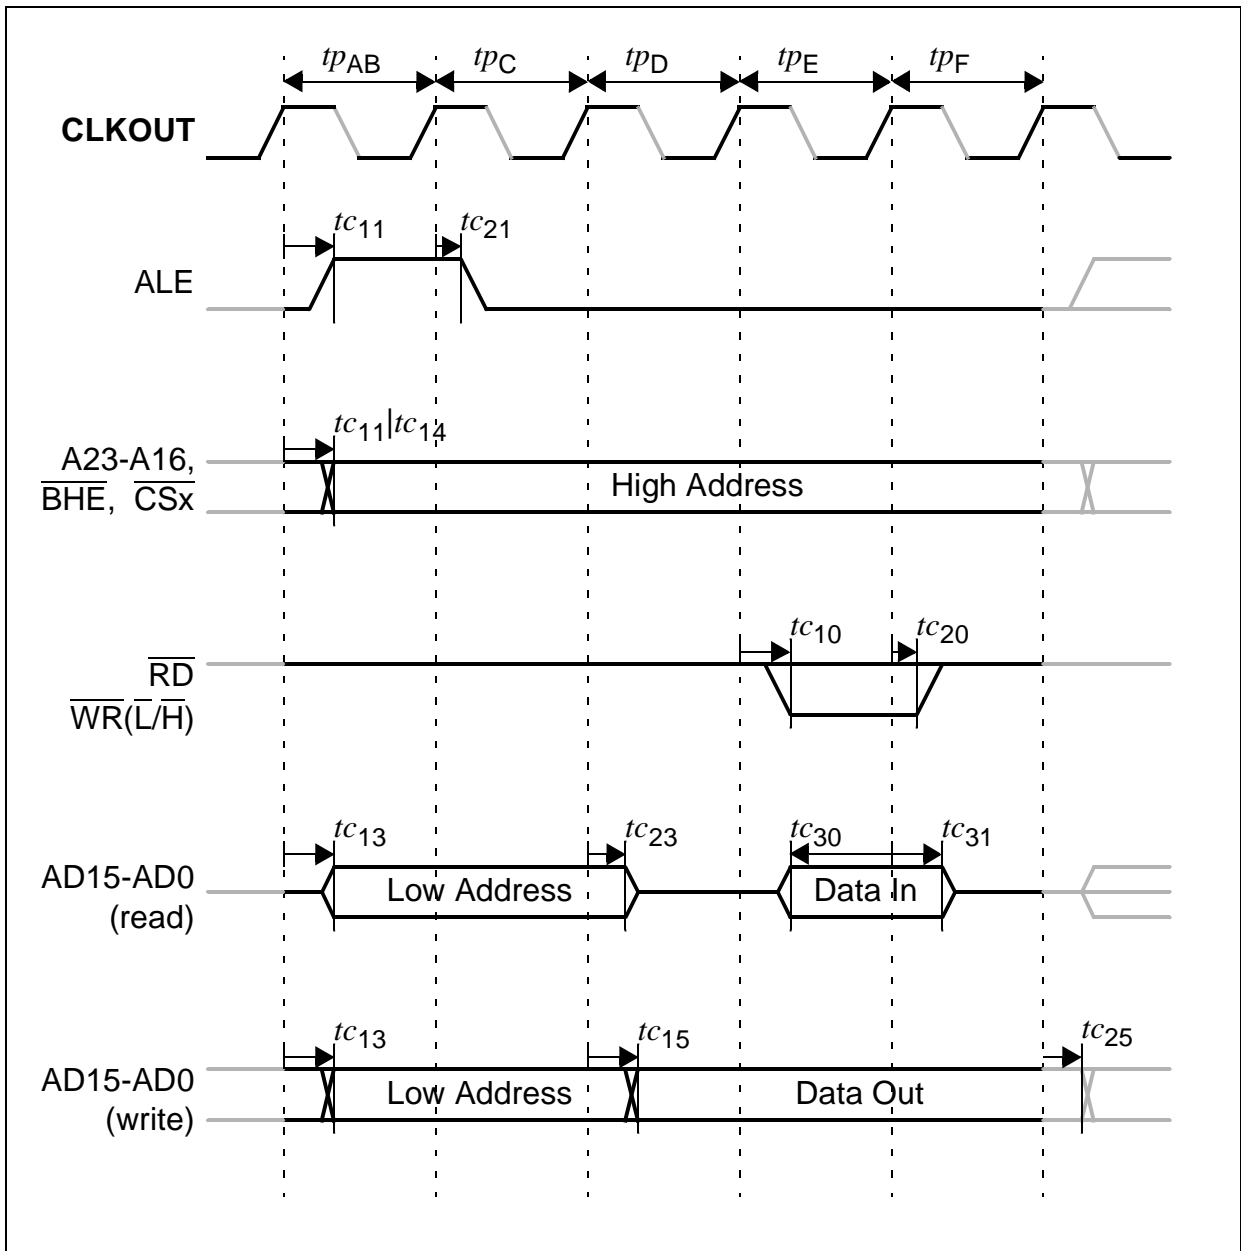 tpAB tpC tpD tpE tpF
CLKOUT
tc11 tc21
ALE
tc11|tc14
A23-A16,
BHE, CSx
High Address
tc10 tc20
RD
WR(L/H)
tc13 tc23 tc30 tc31
AD15-AD0
(read)
Low Address Data In
tc13 tc15 tc25
AD15-AD0
(write)
Low Address Data Out